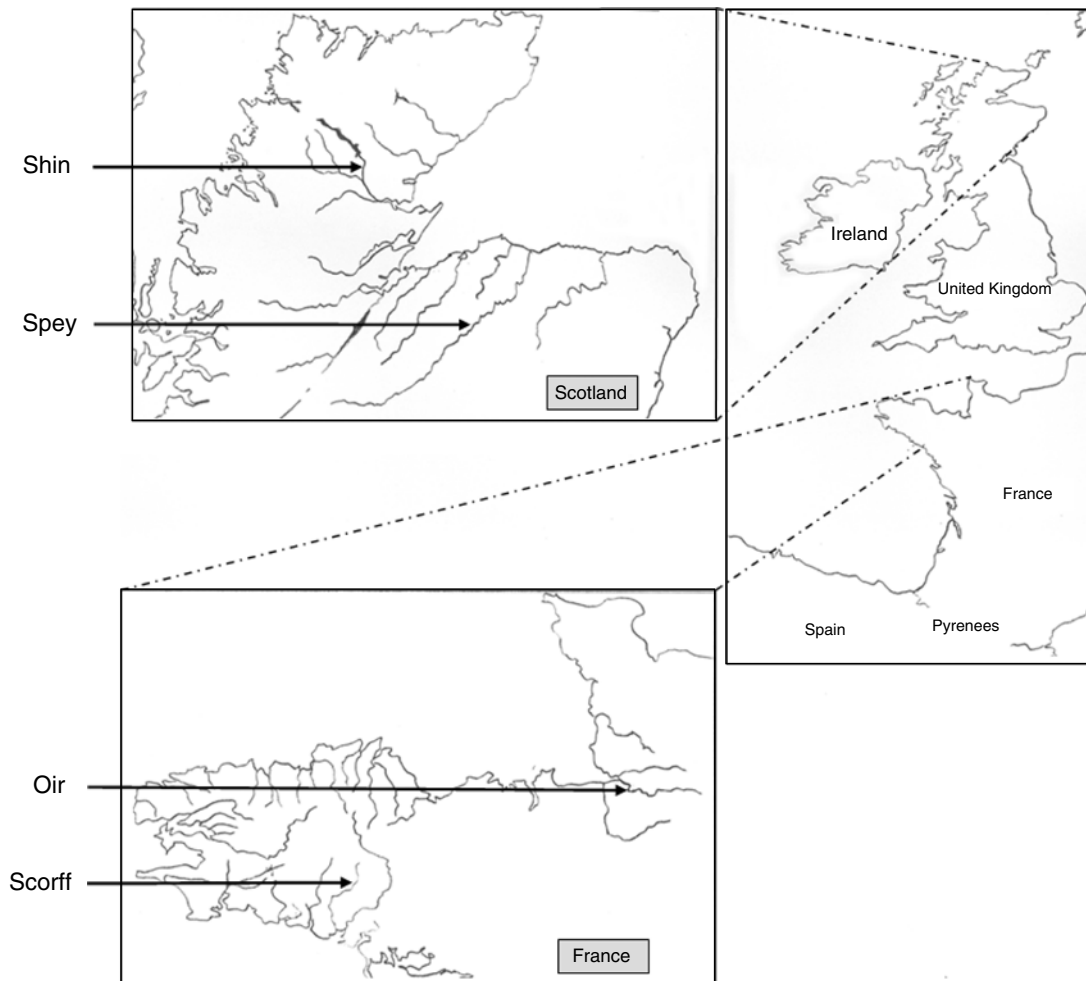 Shin
Spey
Scotland
Ireland
United Kingdom
France
Spain
Pyrenees
Oir
Scorff
France